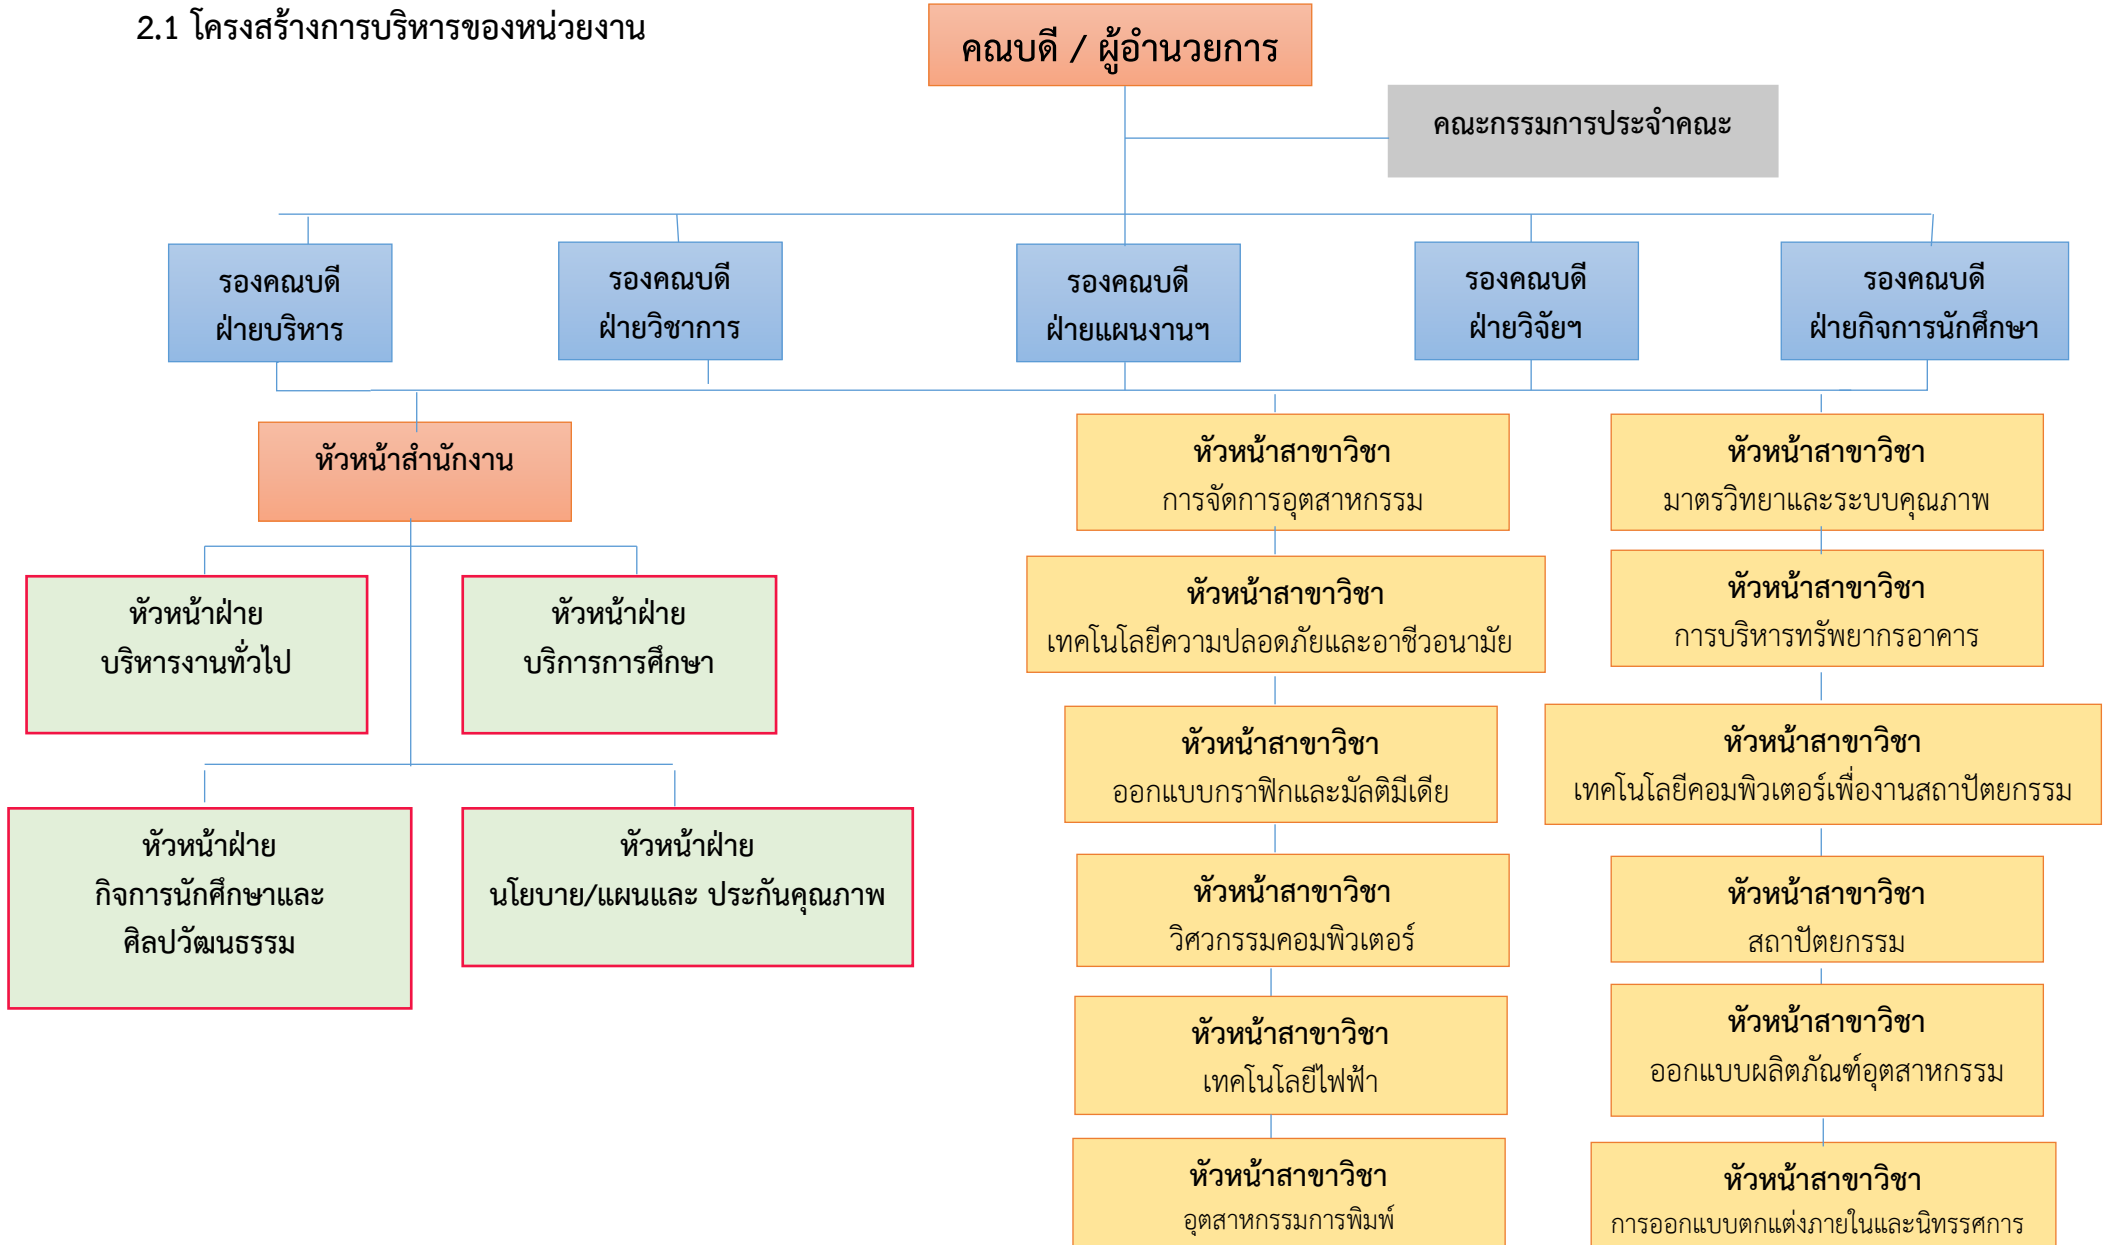 2.1 โครงสร้างการบริหารของหน่วยงาน
คณบดี / ผู้อำนวยการ
คณะกรรมการประจำคณะ
รองคณบดี
ฝ่ายบริหาร
รองคณบดี
ฝ่ายวิชาการ
รองคณบดี
ฝ่ายแผนงานฯ
รองคณบดี
ฝ่ายวิจัยฯ
รองคณบดี
ฝ่ายกิจการนักศึกษา
หัวหน้าสำนักงาน
หัวหน้าฝ่าย
บริหารงานทั่วไป
หัวหน้าฝ่าย
บริการการศึกษา
หัวหน้าฝ่าย
กิจการนักศึกษาและ
ศิลปวัฒนธรรม
หัวหน้าฝ่าย
นโยบาย/แผนและ ประกันคุณภาพ
หัวหน้าสาขาวิชา
การจัดการอุตสาหกรรม
หัวหน้าสาขาวิชา
เทคโนโลยีความปลอดภัยและอาชีวอนามัย
หัวหน้าสาขาวิชา
ออกแบบกราฟิกและมัลติมีเดีย
หัวหน้าสาขาวิชา
วิศวกรรมคอมพิวเตอร์
หัวหน้าสาขาวิชา
เทคโนโลยีไฟฟ้า
หัวหน้าสาขาวิชา
อุตสาหกรรมการพิมพ์
หัวหน้าสาขาวิชา
มาตรวิทยาและระบบคุณภาพ
หัวหน้าสาขาวิชา
การบริหารทรัพยากรอาคาร
หัวหน้าสาขาวิชา
เทคโนโลยีคอมพิวเตอร์เพื่องานสถาปัตยกรรม
หัวหน้าสาขาวิชา
สถาปัตยกรรม
หัวหน้าสาขาวิชา
ออกแบบผลิตภัณฑ์อุตสาหกรรม
หัวหน้าสาขาวิชา
การออกแบบตกแต่งภายในและนิทรรศการ